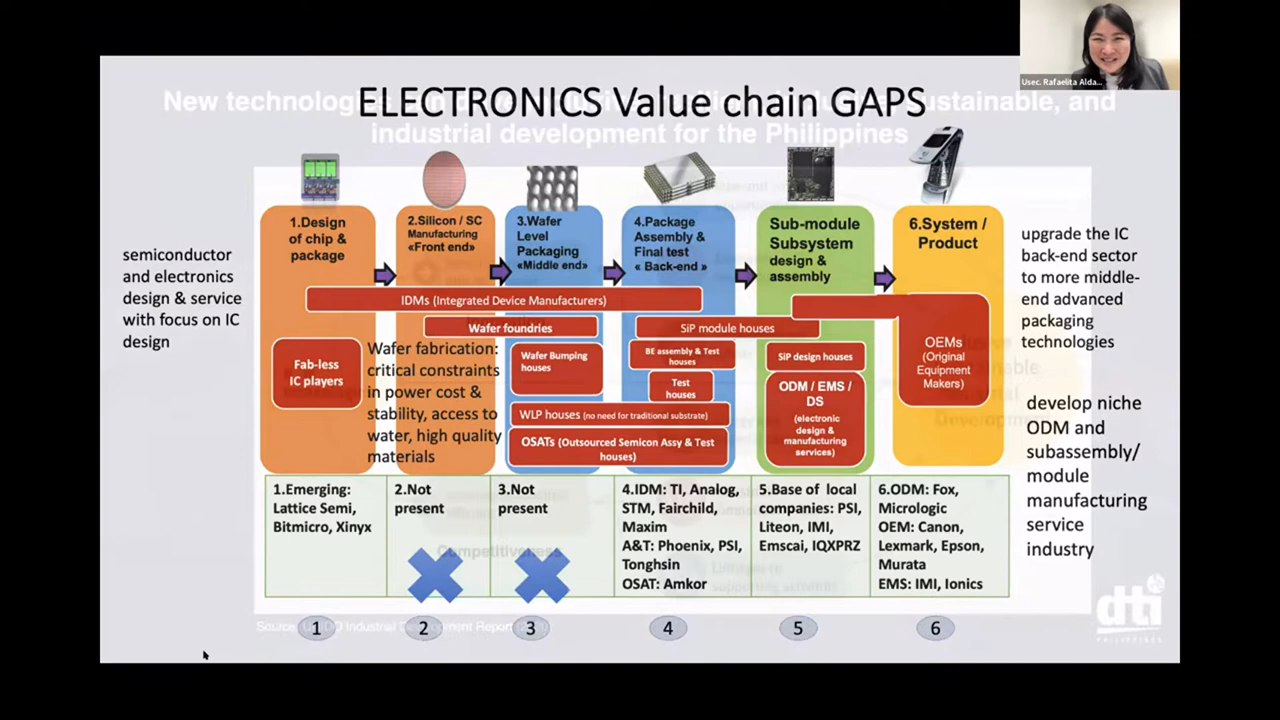 Usec. Rafaelita Alda...
New technologies
sustainable, and
industrial development for the Philippines
ELECTRONICS Value chain GAPS
semiconductor
and electronics
design & service
with focus on IC
design
1.Design
of chip &
package
2.Silicon / SC
Manufacturing
«Front end»
3.Wafer
Level
Packaging
«Middle end»
4.Package
Assembly &
Final test
« Back-end »
Sub-module
Subsystem
design &
assembly
6.System /
Product
IDMs (Integrated Device Manufacturers)
Wafer foundries
SiP module houses
Fab-less
IC players
Wafer fabrication:
critical constraints
in power cost &
stability, access to
water, high quality
materials
Wafer Bumping
houses
BE assembly & Test
houses
Test
houses
WLP houses (no need for traditional substrate)
OSATs (Outsourced Semicon Assy & Test
houses)
SiP design houses
ODM / EMS /
DS
(electronic
design &
manufacturing
services)
OEMs
(Original
Equipment
Makers)
upgrade the IC
back-end sector
to more middle-
end advanced
packaging
technologies
develop niche
ODM and
subassembly/
module
manufacturing
service
industry
1.Emerging:
Lattice Semi,
Bitmicro, Xinyx
2.Not
present
3.Not
present
4.IDM: TI, Analog,
STM, Fairchild,
Maxim
A&T: Phoenix, PSI,
Tonghsin
OSAT: Amkor
5.Base of local
companies: PSI,
Liteon, IMI,
Emscai, IQXPRZ
6.ODM: Fox,
Micrologic
OEM: Canon,
Lexmark, Epson,
Murata
EMS: IMI, Ionics
Competitiveness
Source:
Industrial Development Report
1
2
3
4
5
6
dti
PHILIPPINES